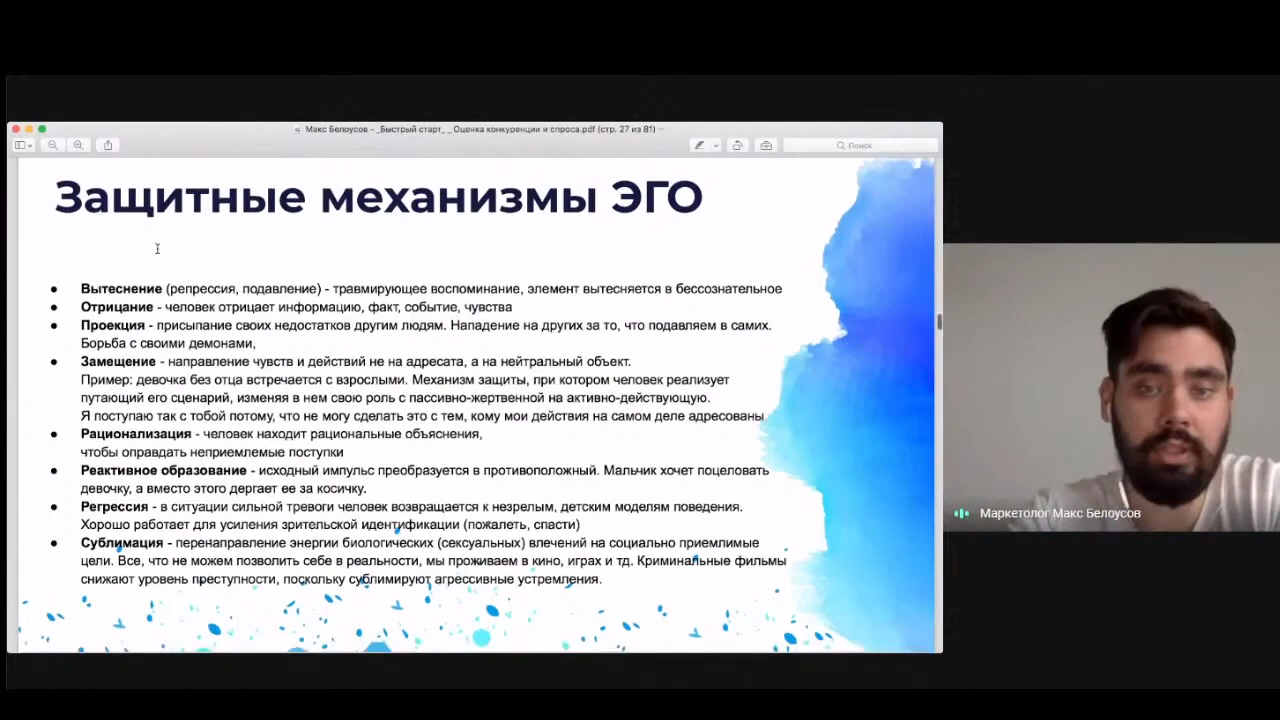 Макс Белоусов - _Быстрый старт_ _ Оценка конкуренции и спроса.pdf (стр. 27 из 81)
Поиск
Защитные механизмы ЭГО
● Вытеснение (репрессия, подавление) - травмирующее воспоминание, элемент вытесняется в бессознательное
● Отрицание - человек отрицает информацию, факт, событие, чувства
● Проекция - присыпание своих недостатков другим людям. Нападение на других за то, что подавляем в самих.
Борьба с своими демонами,
● Замещение - направление чувств и действий не на адресата, а на нейтральный объект.
Пример: девочка без отца встречается с взрослыми. Механизм защиты, при котором человек реализует
путающий его сценарий, изменяя в нем свою роль с пассивно-жертвенной на активно-действующую.
Я поступаю так с тобой потому, что не могу сделать это с тем, кому мои действия на самом деле адресованы
● Рационализация - человек находит рациональные объяснения,
чтобы оправдать неприемлемые поступки
● Реактивное образование - исходный импульс преобразуется в противоположный. Мальчик хочет поцеловать
девочку, а вместо этого дергает ее за косичку.
● Регрессия - в ситуации сильной тревоги человек возвращается к незрелым, детским моделям поведения.
Хорошо работает для усиления зрительской идентификации (пожалеть, спасти)
● Сублимация - перенаправление энергии биологических (сексуальных) влечений на социально приемлимые
цели. Все, что не можем позволить себе в реальности, мы проживаем в кино, играх и тд. Криминальные фильмы
снижают уровень преступности, поскольку сублимируют агрессивные устремления.
Маркетолог Макс Белоусов